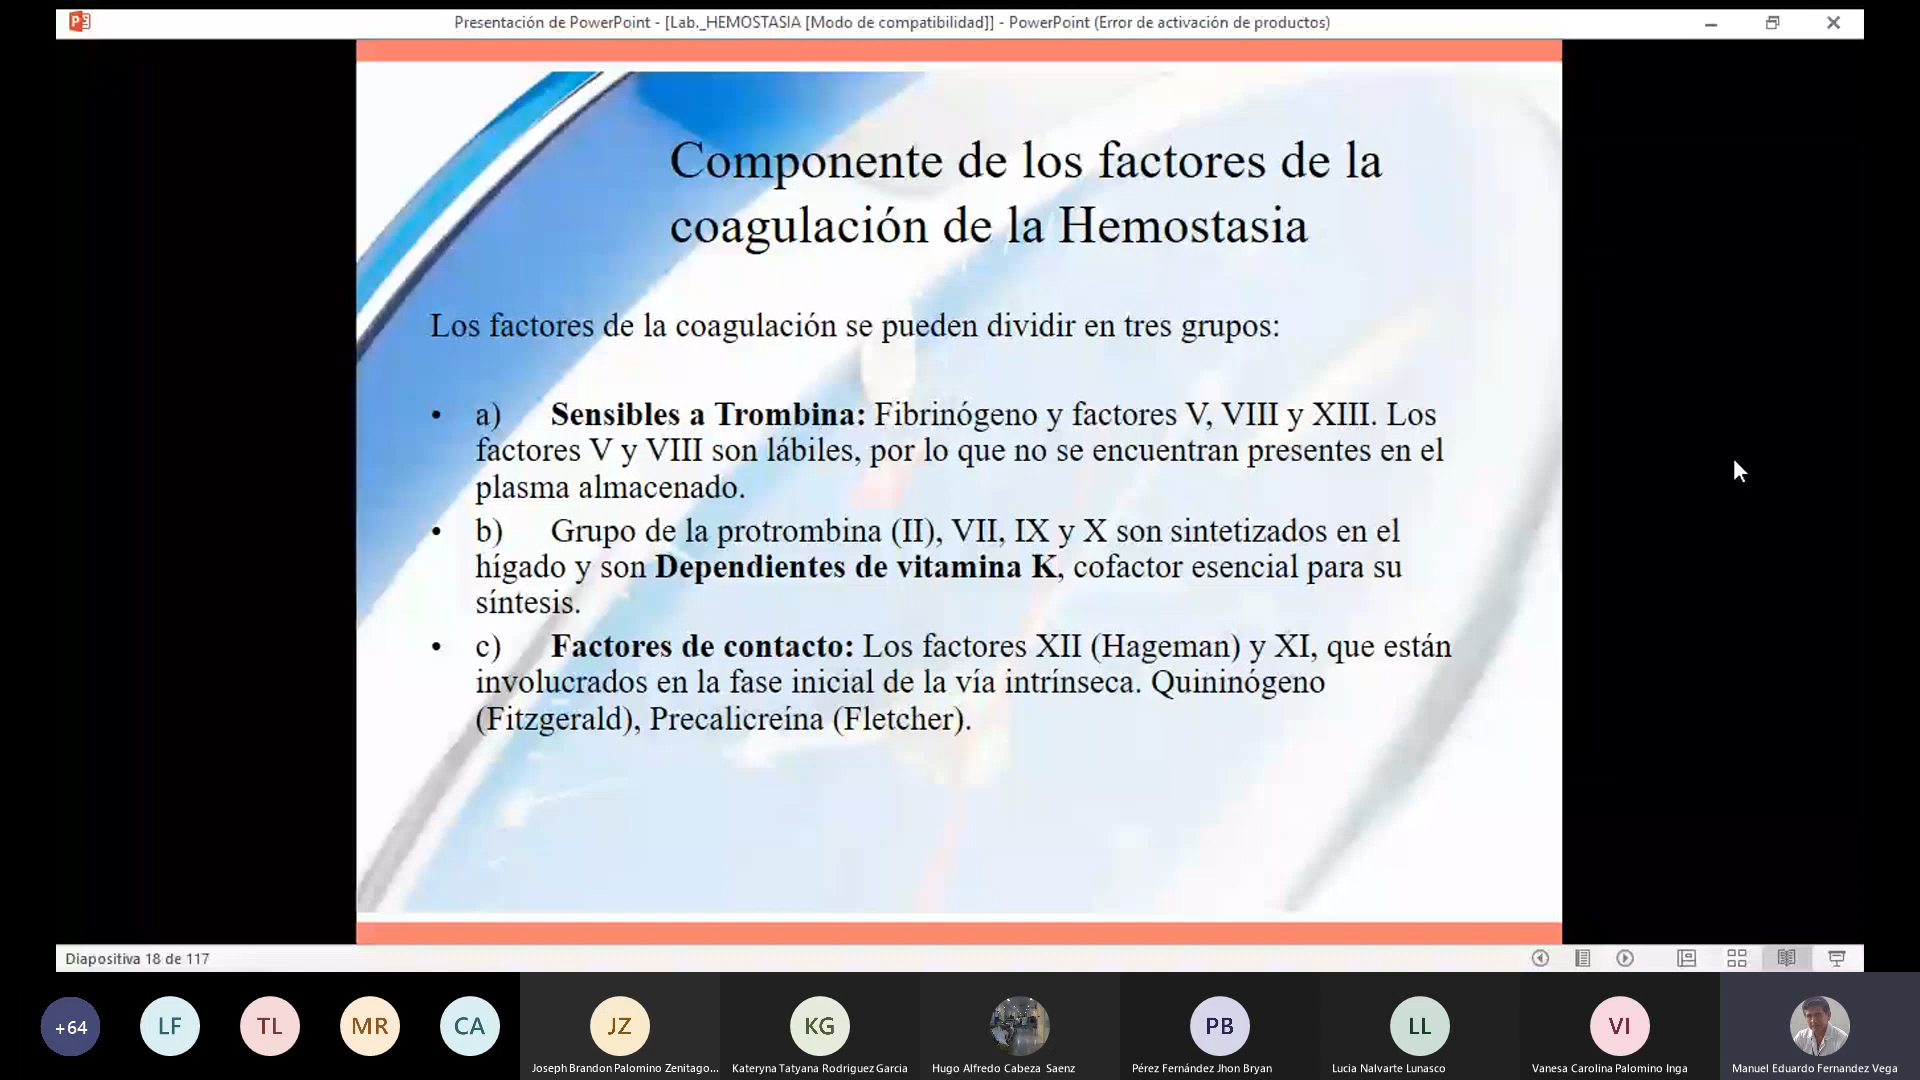 Presentación de PowerPoint - [Lab._HEMOSTASIA [Modo de compatibilidad]] - PowerPoint (Error de activación de productos)
Componente de los factores de la
coagulación de la Hemostasia
Los factores de la coagulación se pueden dividir en tres grupos:
• a) Sensibles a Trombina: Fibrinógeno y factores V, VIII y XIII. Los
factores V y VIII son lábiles, por lo que no se encuentran presentes en el
plasma almacenado.
• b) Grupo de la protrombina (II), VII, IX y X son sintetizados en el
hígado y son Dependientes de vitamina K, cofactor esencial para su
síntesis.
• c) Factores de contacto: Los factores XII (Hageman) y XI, que están
involucrados en la fase inicial de la vía intrínseca. Quininógeno
(Fitzgerald), Precalicreína (Fletcher).
Diapositiva 18 de 117
+64
LF
TL
MR
CA
JZ
KG
PB
LL
VI
Joseph Brandon Palomino Zenitago...
Kateryna Tatyana Rodriguez Garcia
Hugo Alfredo Cabeza Saenz
Pérez Fernández Jhon Bryan
Lucia Nalvarte Lunasco
Vanesa Carolina Palomino Inga
Manuel Eduardo Fernandez Vega